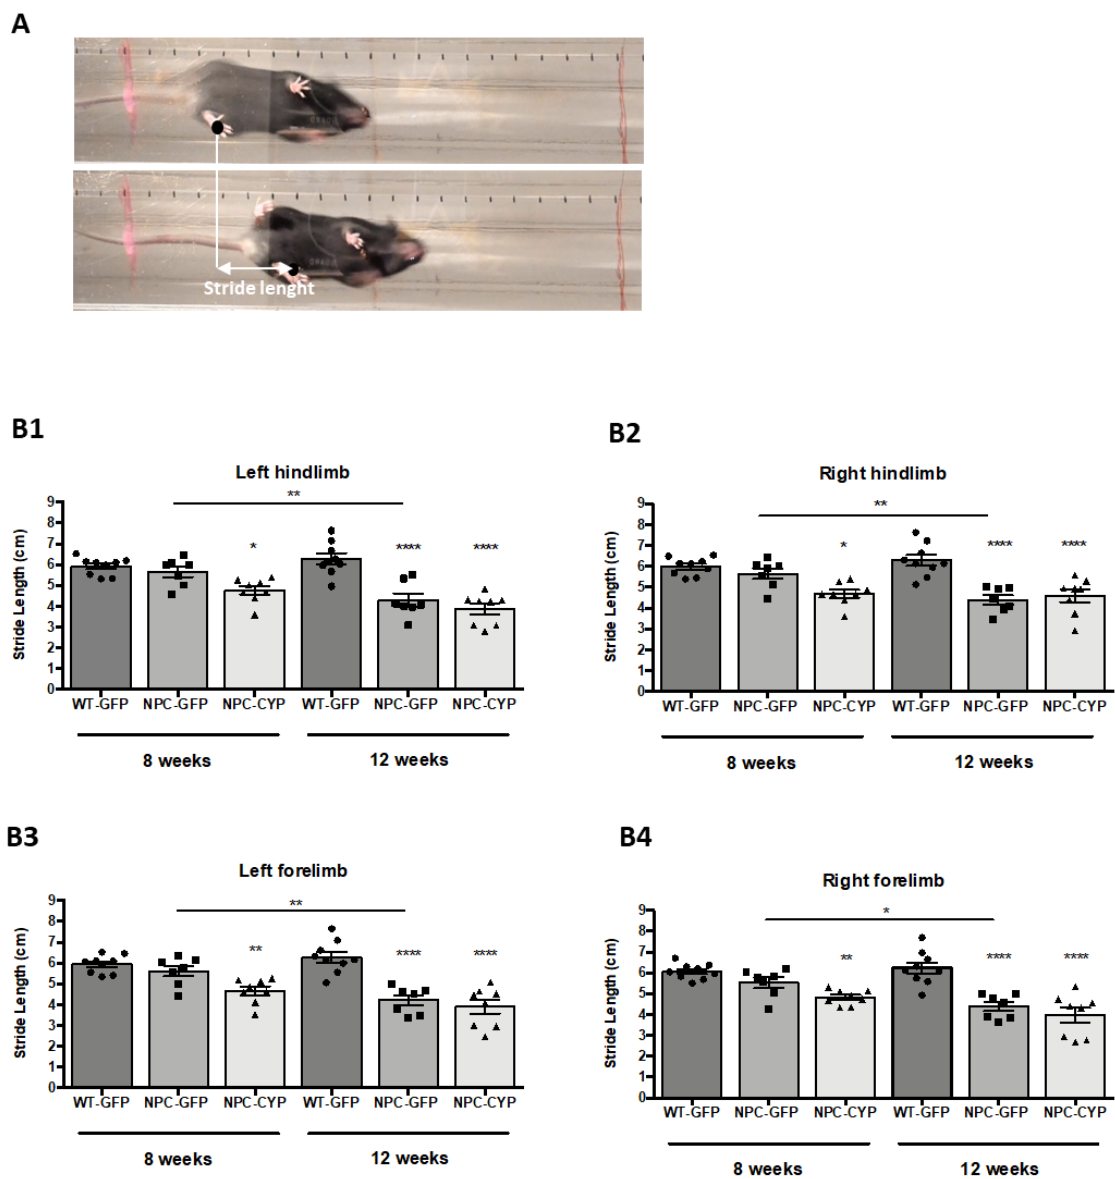 A
Stride lenght
B1
Left hindlimb
**
* **** ****
Stride Length (cm)
9
8
7
6
5
4
3
2
1
0
WT-GFP NPC-GFP NPC-CYP WT-GFP NPC-GFP NPC-CYP
8 weeks 12 weeks
B2
Right hindlimb
**
* **** ****
Stride Length (cm)
9
8
7
6
5
4
3
2
1
0
WT-GFP NPC-GFP NPC-CYP WT-GFP NPC-GFP NPC-CYP
8 weeks 12 weeks
B3
Left forelimb
**
** **** ****
Stride Length (cm)
9
8
7
6
5
4
3
2
1
0
WT-GFP NPC-GFP NPC-CYP WT-GFP NPC-GFP NPC-CYP
8 weeks 12 weeks
B4
Right forelimb
*
** **** ****
Stride Length (cm)
9
8
7
6
5
4
3
2
1
0
WT-GFP NPC-GFP NPC-CYP WT-GFP NPC-GFP NPC-CYP
8 weeks 12 weeks